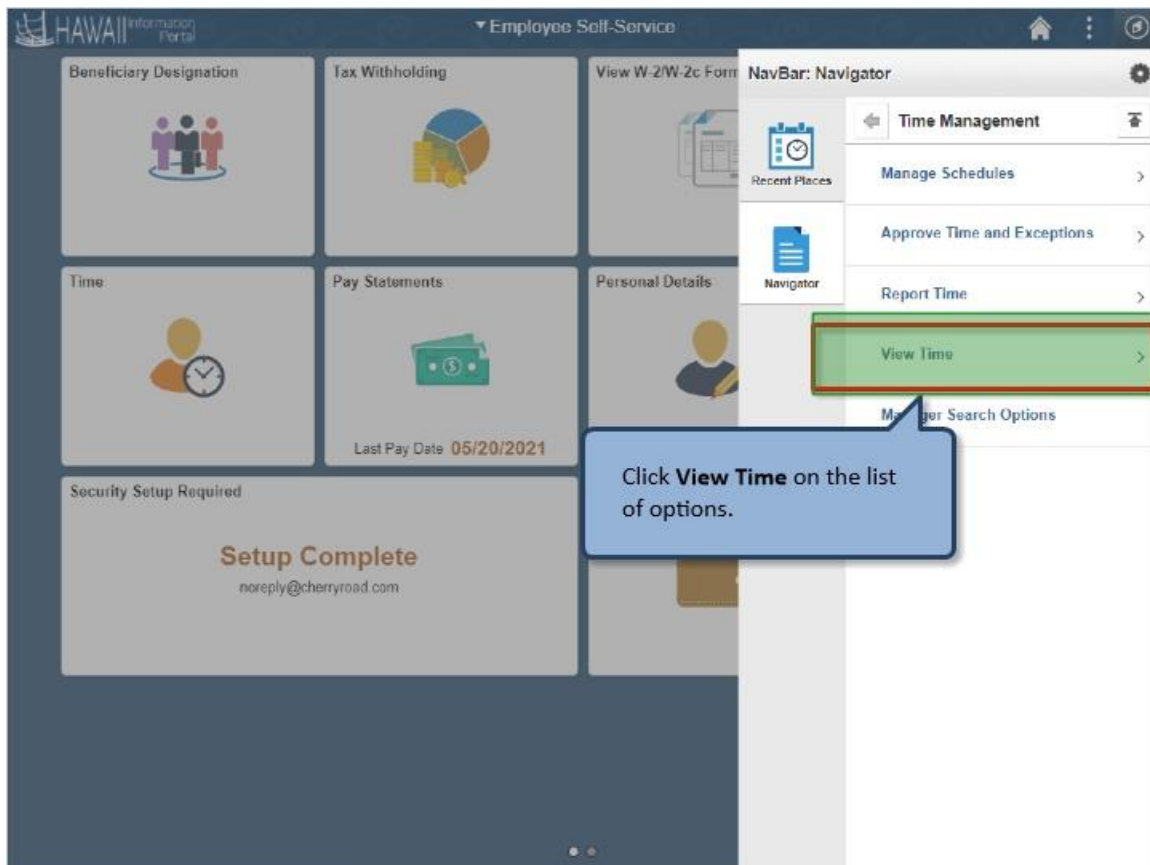 HAWAII Information Portal
Employee Self-Service
Beneficiary Designation
Tax Withholding
View W-2/W-2c Form
NavBar: Navigator
Time Management
Recent Places
Manage Schedules
Approve Time and Exceptions
Time
Pay Statements
Personal Details
Navigator
Report Time
View Time
Last Pay Date 05/20/2021
Search Options
Click View Time on the list
of options.
Security Setup Required
Setup Complete
noreply@cherryroad.com